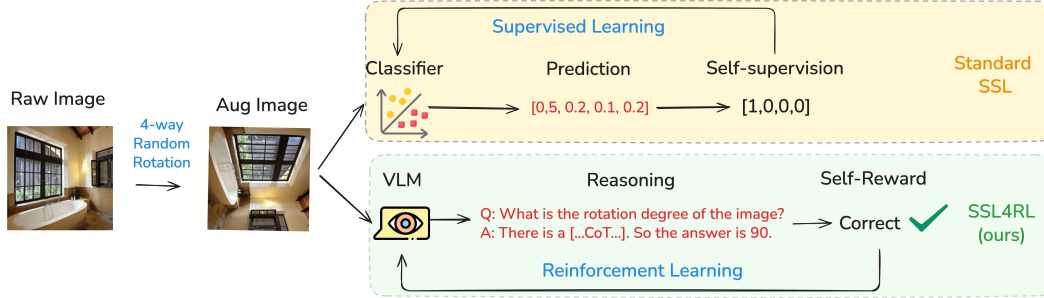 Raw Image
4-way
Random
Rotation
Aug Image
Supervised Learning
Classifier
Prediction
Self-supervision
[0,5, 0.2, 0.1, 0.2]
[1,0,0,0]
Standard
SSL
VLM
Reasoning
Self-Reward
Q: What is the rotation degree of the image?
A: There is a [...CoT...]. So the answer is 90.
Correct
SSL4RL
(ours)
Reinforcement Learning